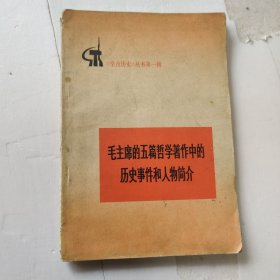 《学点历史》丛书第一辑
毛主席的五篇哲学著作中的
历史事件和人物简介